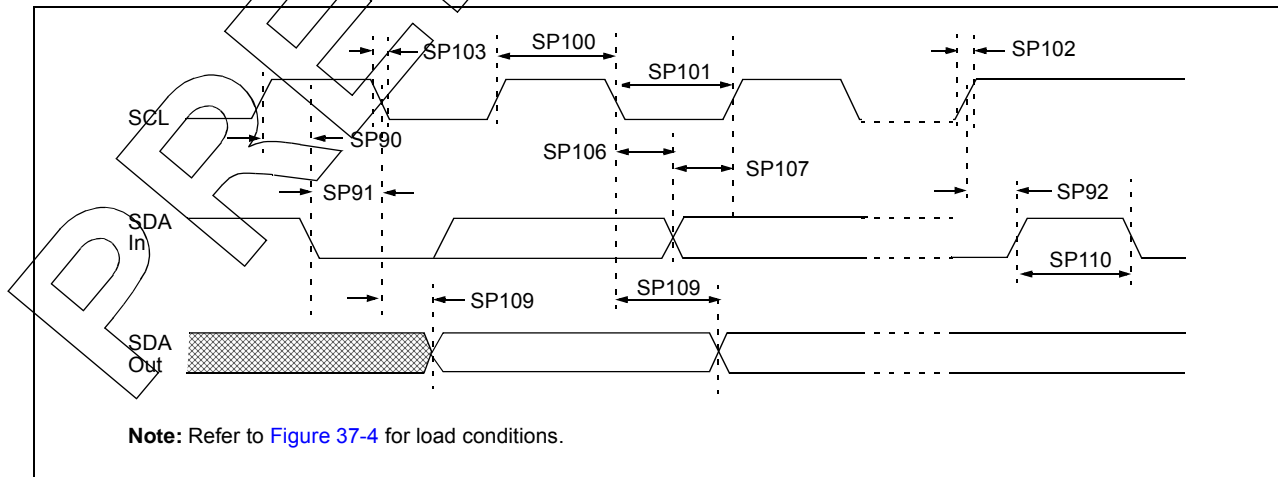 SP103
SP100
SP101
SP102
SCL
SP90
SP106
SP107
SP91
SP92
SDA
In
SP110
SP109
SP109
SDA
Out
Note: Refer to Figure 37-4 for load conditions.